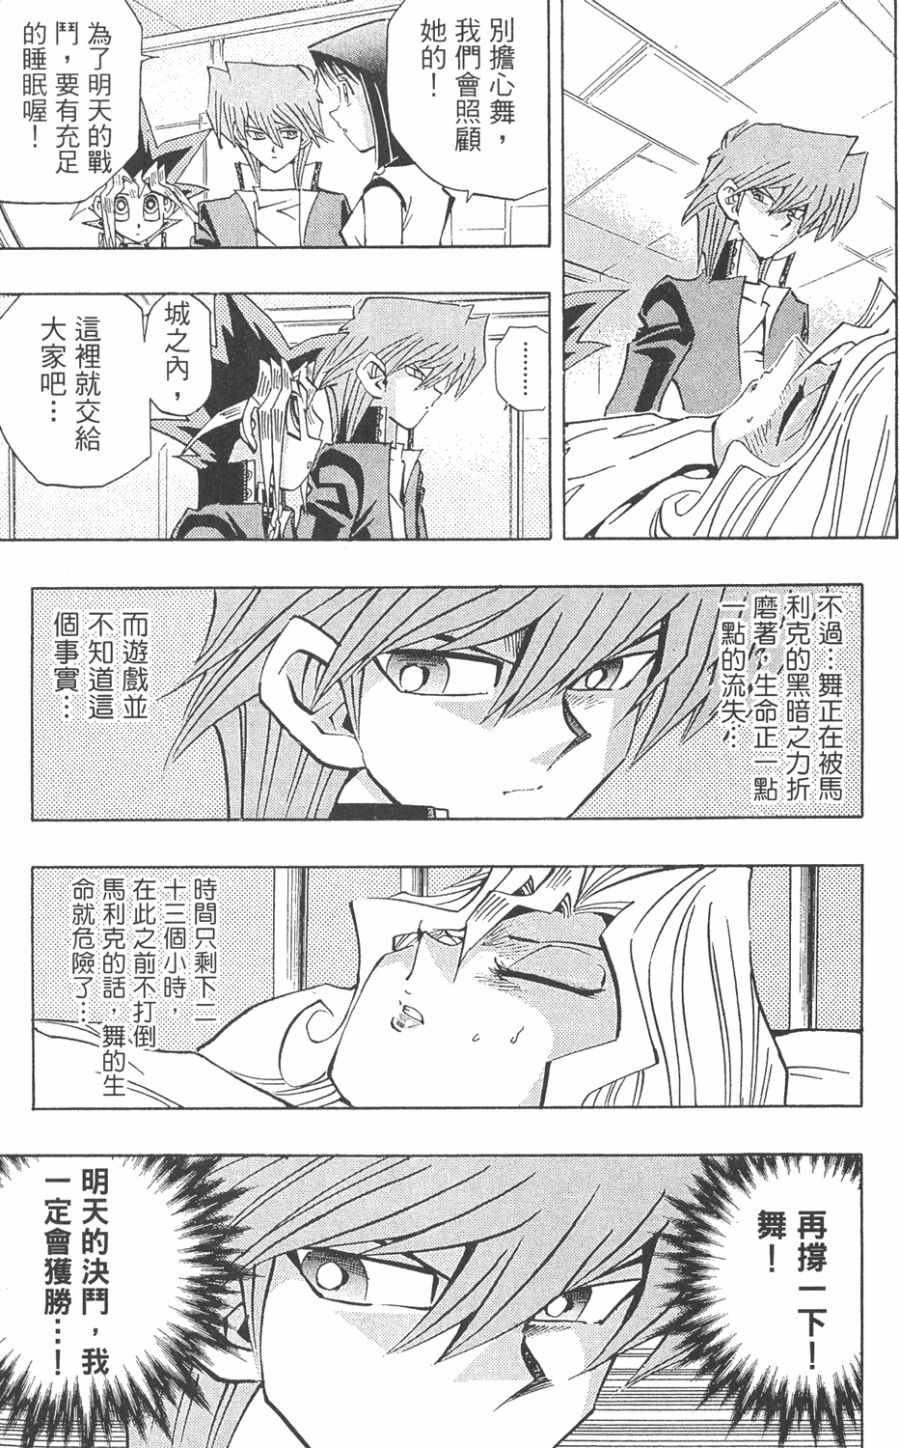 別擔心舞，
我們會照顧
她的！
為了明天的戰
鬥，要有充足
的睡眠喔！
………
城之內，
這裡就交給
大家吧…
不過…舞正在被馬
利克的黑暗之力折
磨著，生命正一點
一點的流失…
而遊戲並
不知道這
個事實…
時間只剩下二
十三個小時，
在此之前不打倒
馬利克的話，舞的生
命就危險了…
再撐一下！
舞！
明天的決鬥，我
一定會獲勝…！